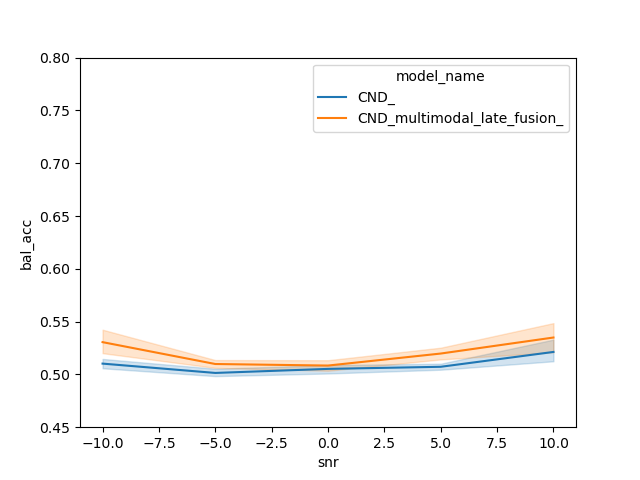 model_name
CND_
CND_multimodal_late_fusion_
0.80
0.75
0.70
0.65
0.60
0.55
0.50
0.45
bal_acc
−10.0 −7.5 −5.0 −2.5 0.0 2.5 5.0 7.5 10.0
snr